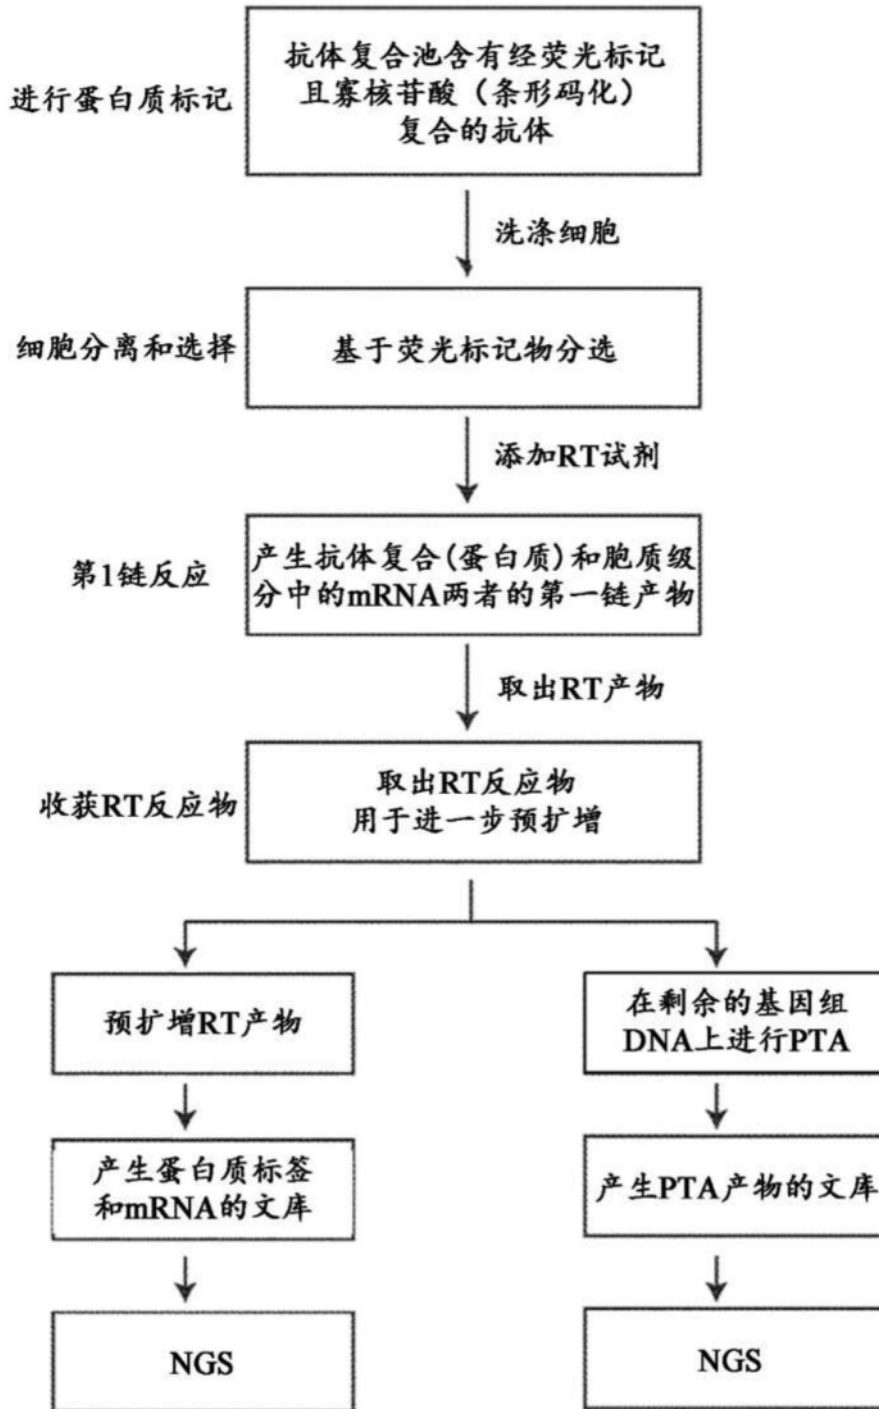 进行蛋白质标记
抗体复合池含有经荧光标记
且寡核苷酸（条形码化）
复合的抗体
洗涤细胞
细胞分离和选择
基于荧光标记物分选
添加RT试剂
第1链反应
产生抗体复合(蛋白质)和胞质级
分中的mRNA两者的第一链产物
取出RT产物
收获RT反应物
取出RT反应物
用于进一步预扩增
预扩增RT产物
在剩余的基因组
DNA上进行PTA
产生蛋白质标签
和mRNA的文库
产生PTA产物的文库
NGS
NGS